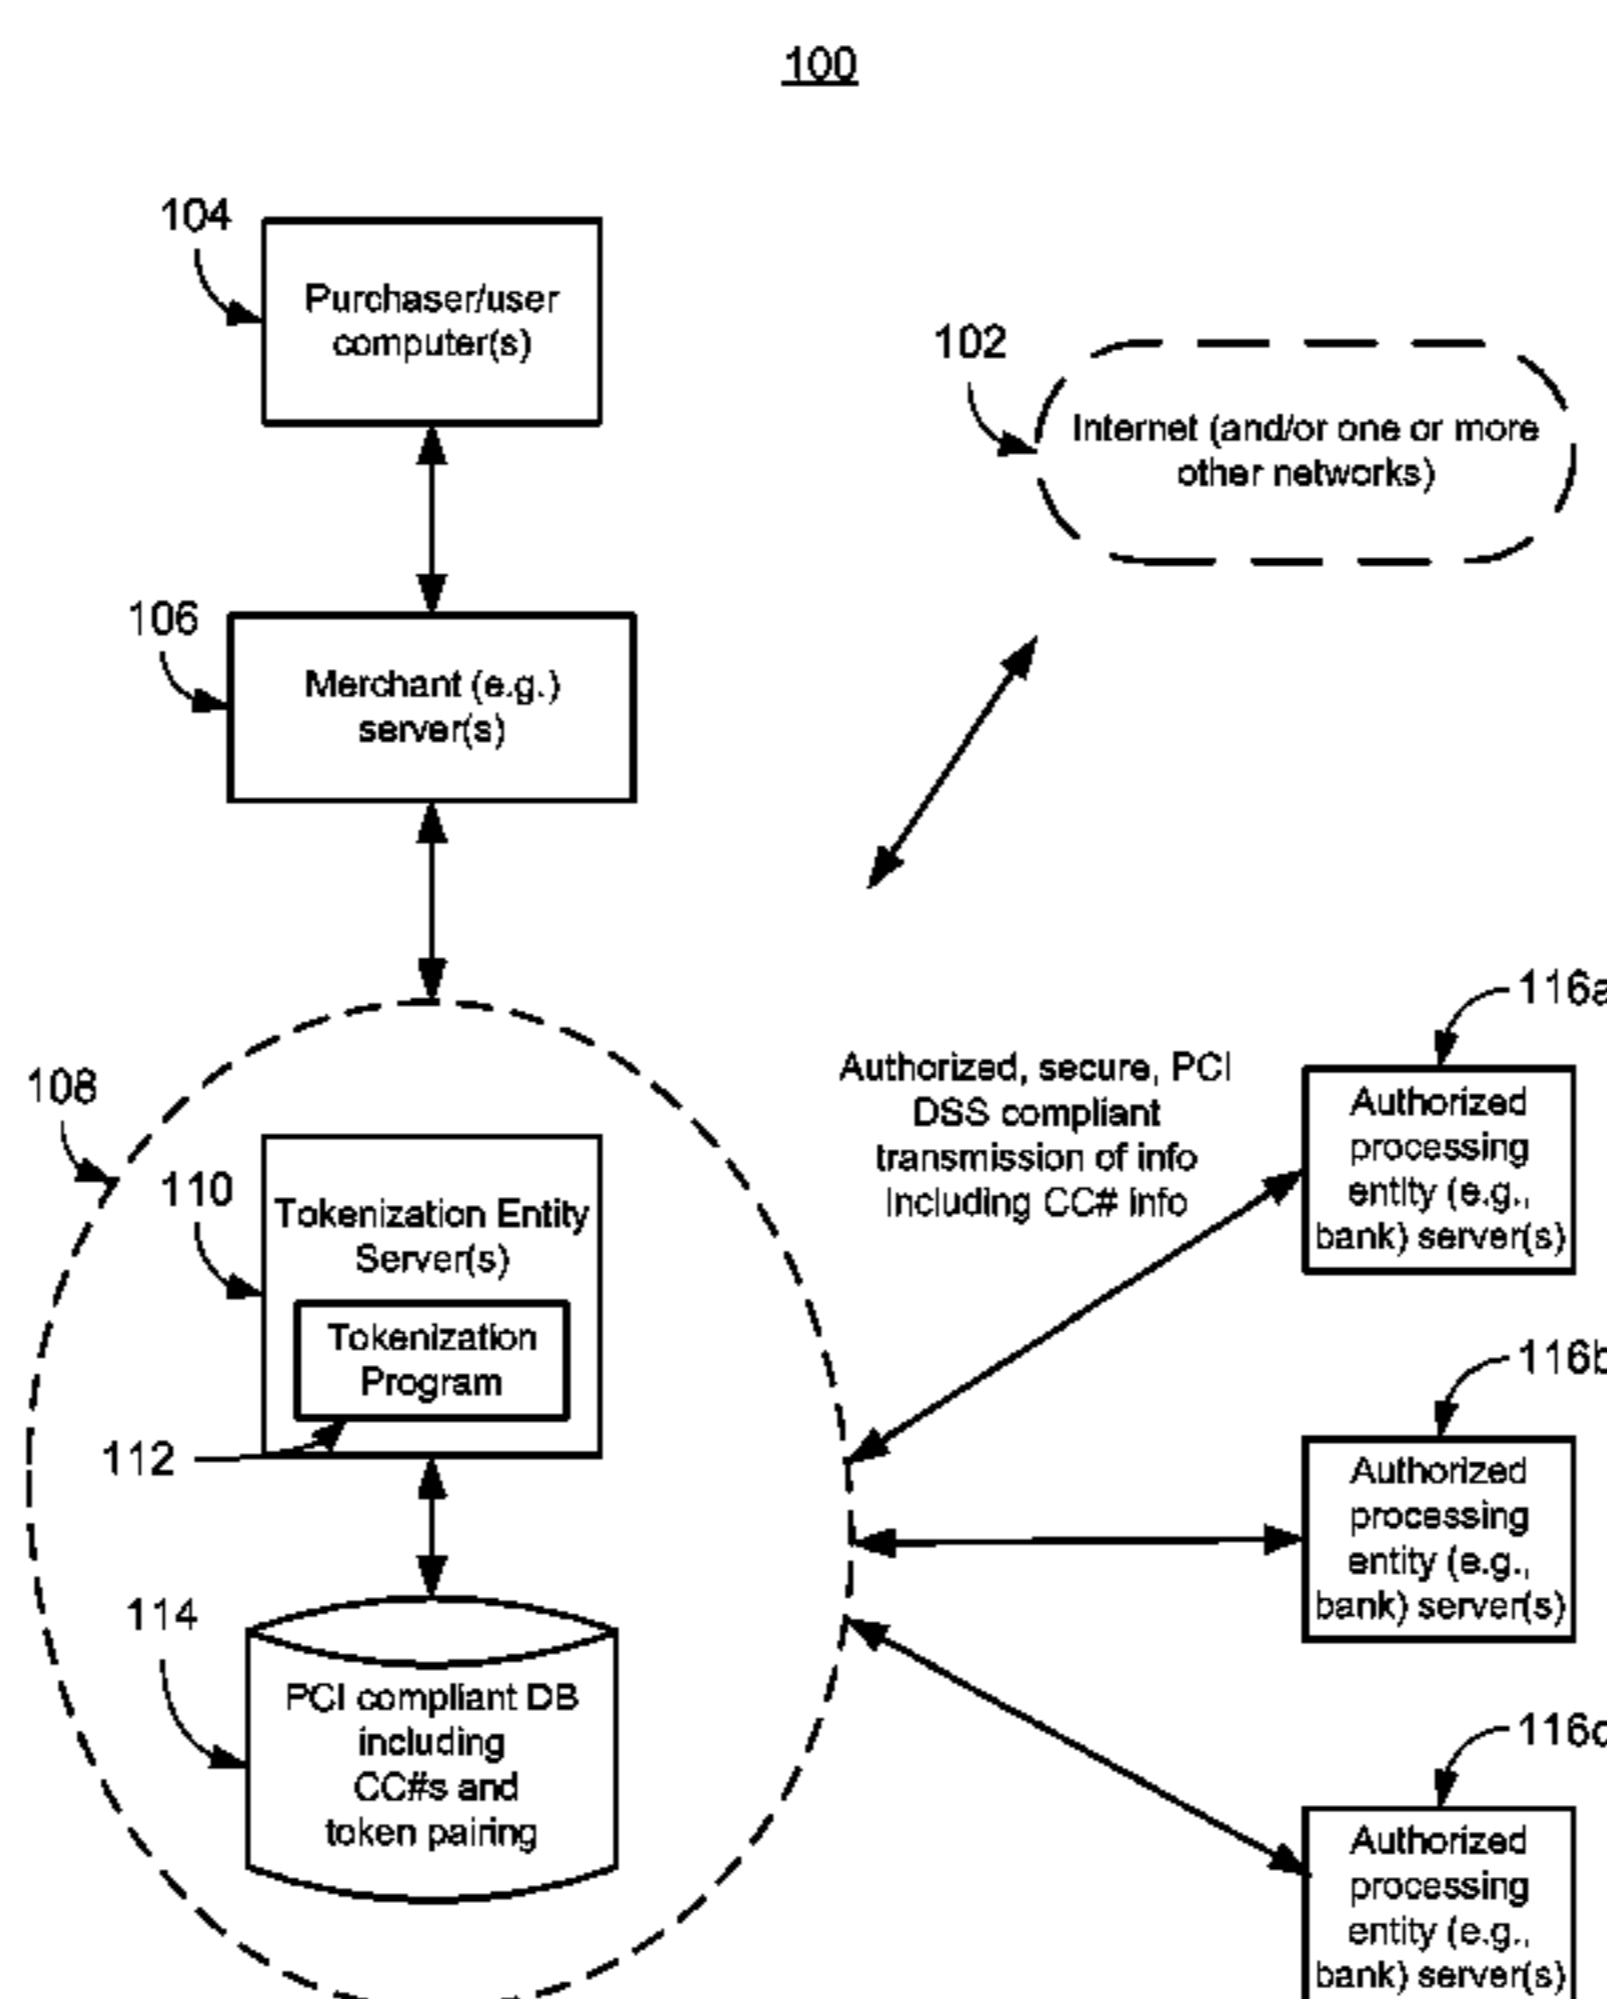 100
104
Purchaser/user
computer(s)
102
Internet (and/or one or more
other networks)
106
Merchant (e.g.)
server(s)
108
110
Tokenization Entity
Server(s)
Tokenization
Program
112
114
PCI compliant DB
including
CC#s and
token pairing
Authorized, secure, PCI
DSS compliant
transmission of info
including CC# info
116a
Authorized
processing
entity (e.g.,
bank) server(s)
116b
Authorized
processing
entity (e.g.,
bank) server(s)
116c
Authorized
processing
entity (e.g.,
bank) server(s)